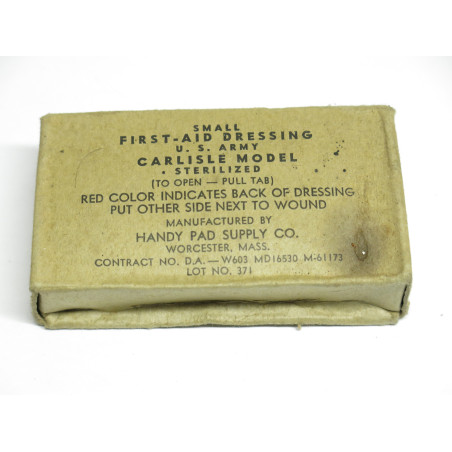 SMALL
FIRST-AID DRESSING
U. S. ARMY
CARLISLE MODEL
• STERILIZED
(TO OPEN — PULL TAB)
RED COLOR INDICATES BACK OF DRESSING
PUT OTHER SIDE NEXT TO WOUND
MANUFACTURED BY
HANDY PAD SUPPLY CO.
WORCESTER, MASS.
CONTRACT NO. D.A.—W603 MD16530 M-61173
LOT NO. 371